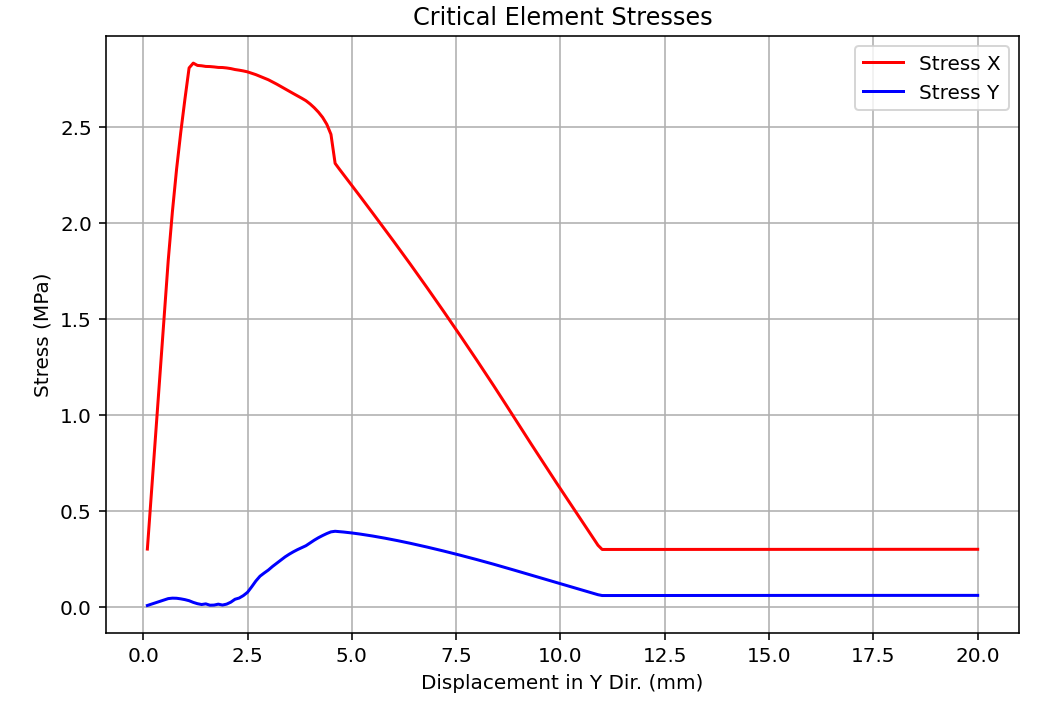 Critical Element Stresses
Stress X
Stress Y
2.5
2.0
1.5
1.0
0.5
0.0
Stress (MPa)
0.0 2.5 5.0 7.5 10.0 12.5 15.0 17.5 20.0
Displacement in Y Dir. (mm)